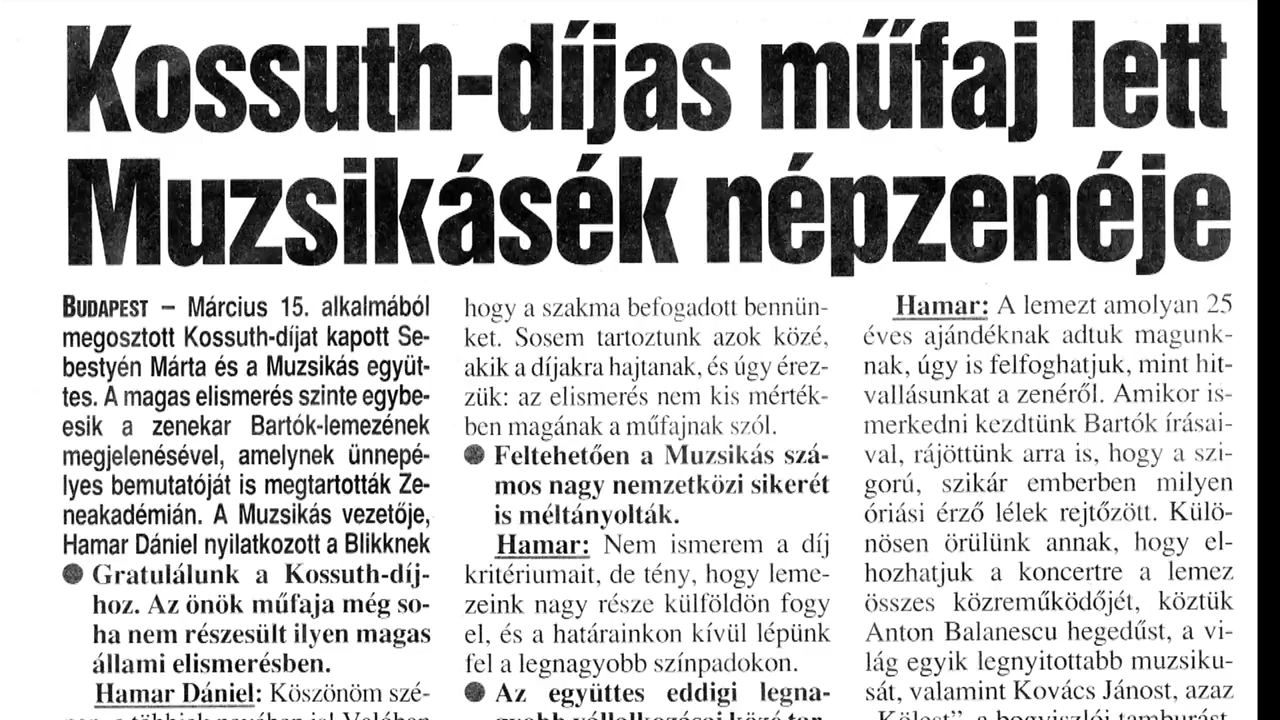 Kossuth-díjas műfaj lett
Muzsikásék népzenéje
BUDAPEST – Március 15. alkalmából
megosztott Kossuth-díjat kapott Se-
bestyén Márta és a Muzsikás együt-
tes. A magas elismerés szinte egybe-
esik a zenekar Bartók-lemezének
megjelenésével, amelynek ünnepé-
lyes bemutatóját is megtartották Ze-
neakadémián. A Muzsikás vezetője,
Hamar Dániel nyilatkozott a Blikknek
● Gratulálunk a Kossuth-díj-
hoz. Az önök műfaja még so-
ha nem részesült ilyen magas
állami elismerésben.
Hamar Dániel: Köszönöm szé-
hogy a szakma befogadott bennün-
ket. Sosem tartoztunk azok közé,
akik a díjakra hajtanak, és úgy érez-
zük: az elismerés nem kis mérték-
ben magának a műfajnak szól.
● Feltehetően a Muzsikás szá-
mos nagy nemzetközi sikerét
is méltányolták.
Hamar: Nem ismerem a díj
kritériumait, de tény, hogy leme-
zeink nagy része külföldön fogy
el, és a határainkon kívül lépünk
fel a legnagyobb színpadokon.
● Az együttes eddigi legna-
Hamar: A lemezt amolyan 25
éves ajándéknak adtuk magunk-
nak, úgy is felfoghatjuk, mint hit-
vallásunkat a zenéről. Amikor is-
merkedni kezdtünk Bartók írásai-
val, rájöttünk arra is, hogy a szi-
gorú, szikár emberben milyen
óriási érző lélek rejtőzött. Külö-
nösen örülünk annak, hogy el-
hozhatjuk a koncertre a lemez
összes közreműködőjét, köztük
Anton Balanescu hegedűst, a vi-
lág egyik legnyitottabb muzsiku-
sát, valamint Kovács Jánost, azaz